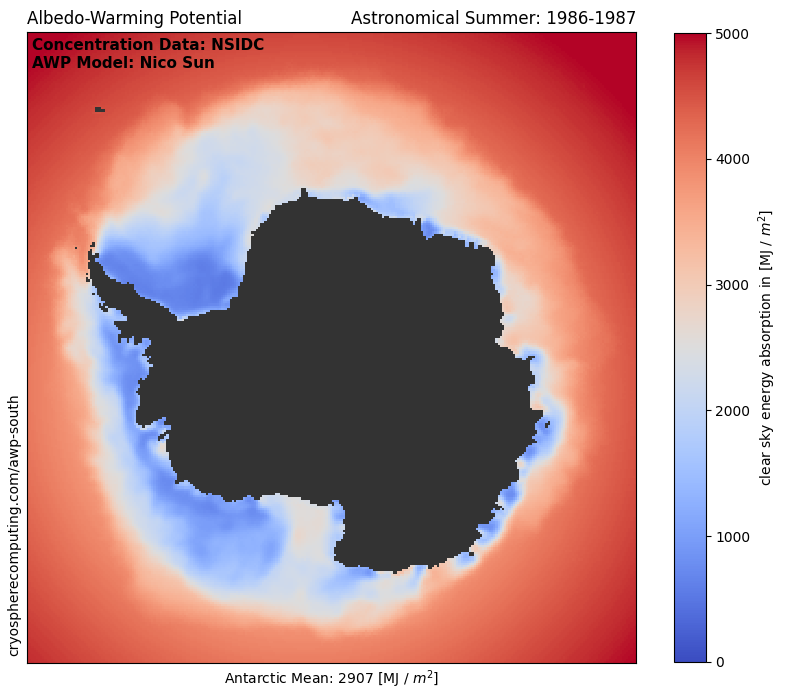 Albedo-Warming Potential
Astronomical Summer: 1986-1987
Concentration Data: NSIDC
AWP Model: Nico Sun
cryospherecomputing.com/awp-south
Antarctic Mean: 2907 [MJ / m²]
5000
4000
3000
2000
1000
0
clear sky energy absorption in [MJ / m²]